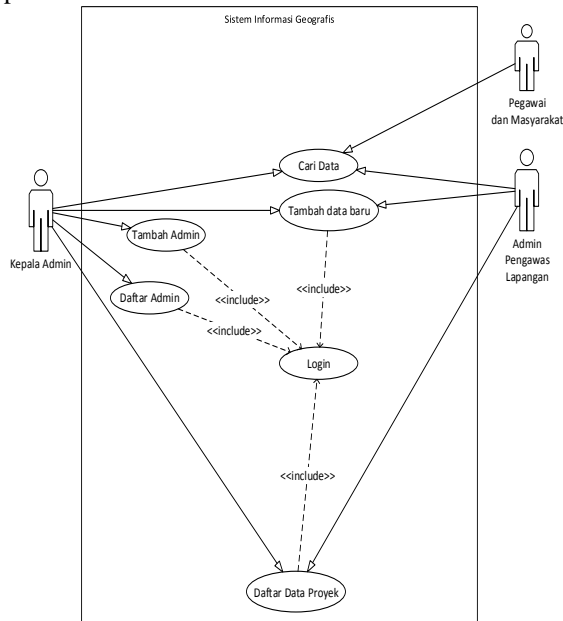 Sistem Informasi Geografis
Pegawai
dan Masyarakat
Cari Data
Tambah data baru
Tambah Admin
Admin
Pengawas
Lapangan
Kepala Admin
Daftar Admin
<<include>>
<<include>>
<<include>>
Login
<<include>>
Daftar Data Proyek